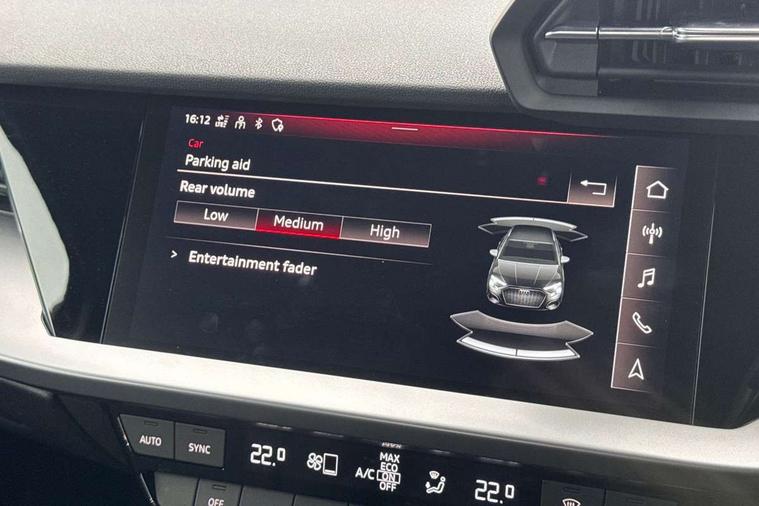 16:12
Car
Parking aid
Rear volume
Low Medium High
> Entertainment fader
AUTO SYNC 22.0 A/C MAX ECO ON OFF 22.0
OFF